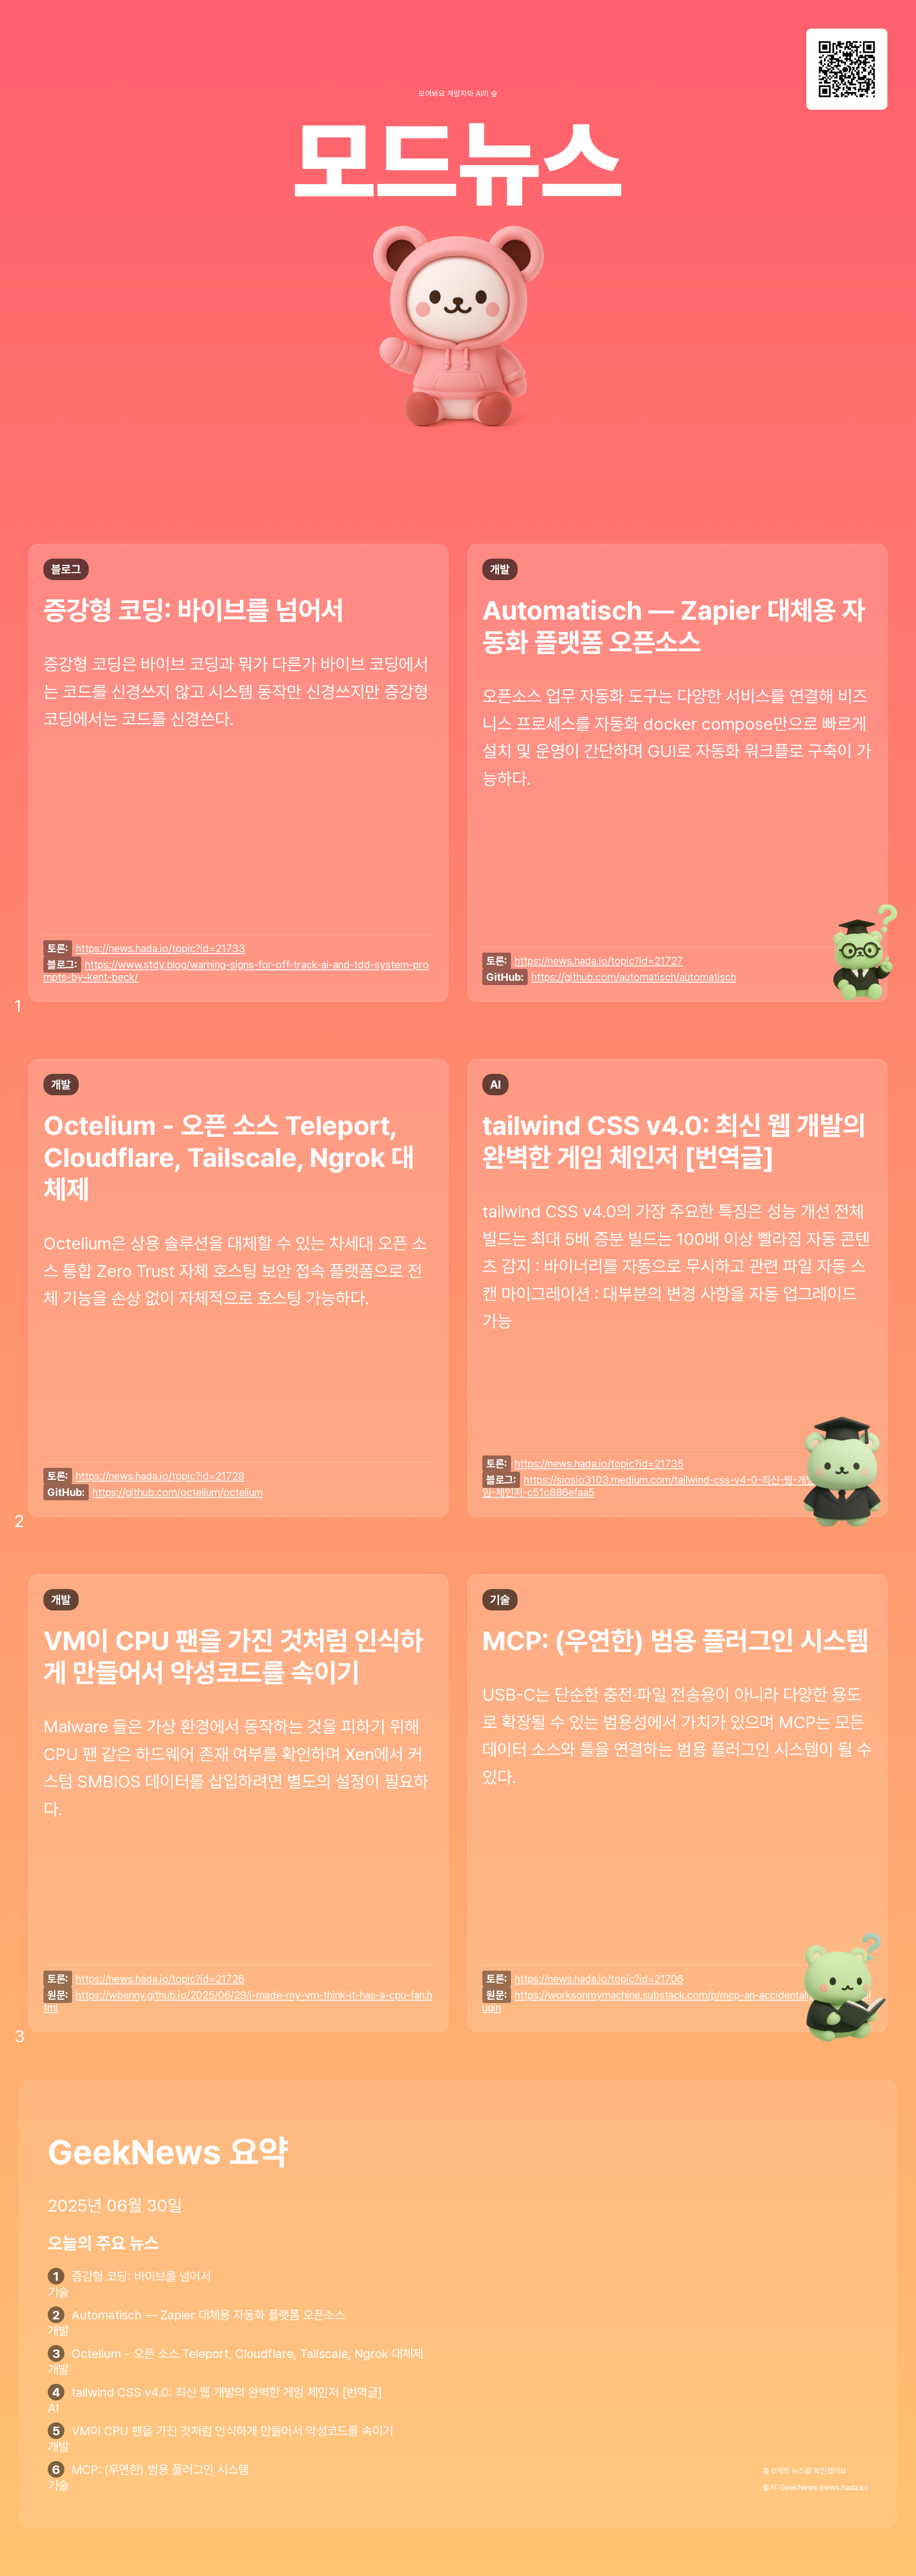 모여봐요 개발자와 AI의 숲
모드뉴스
블로그
증강형 코딩: 바이브를 넘어서
증강형 코딩은 바이브 코딩과 뭐가 다른가 바이브 코딩에서
는 코드를 신경쓰지 않고 시스템 동작만 신경쓰지만 증강형
코딩에서는 코드를 신경쓴다.
토론: https://news.hada.io/topic?id=21733
블로그: https://www.stdy.blog/warning-signs-for-off-track-ai-and-tdd-system-pro
mpts-by-kent-beck/
개발
Automatisch — Zapier 대체용 자
동화 플랫폼 오픈소스
오픈소스 업무 자동화 도구는 다양한 서비스를 연결해 비즈
니스 프로세스를 자동화 docker compose만으로 빠르게
설치 및 운영이 간단하며 GUI로 자동화 워크플로 구축이 가
능하다.
토론: https://news.hada.io/topic?id=21727
GitHub: https://github.com/automatisch/automatisch
1
개발
Octelium - 오픈 소스 Teleport,
Cloudflare, Tailscale, Ngrok 대
체제
Octelium은 상용 솔루션을 대체할 수 있는 차세대 오픈 소
스 통합 Zero Trust 자체 호스팅 보안 접속 플랫폼으로 전
체 기능을 손상 없이 자체적으로 호스팅 가능하다.
토론: https://news.hada.io/topic?id=21728
GitHub: https://github.com/octelium/octelium
AI
tailwind CSS v4.0: 최신 웹 개발의
완벽한 게임 체인저 [번역글]
tailwind CSS v4.0의 가장 주요한 특징은 성능 개선 전체
빌드는 최대 5배 증분 빌드는 100배 이상 빨라짐 자동 콘텐
츠 감지 : 바이너리를 자동으로 무시하고 관련 파일 자동 스
캔 마이그레이션 : 대부분의 변경 사항을 자동 업그레이드
가능
토론: https://news.hada.io/topic?id=21735
블로그: https://siosio3103.medium.com/tailwind-css-v4-0-최신-웹-개
임-체인저-c51c886efaa5
2
개발
VM이 CPU 팬을 가진 것처럼 인식하
게 만들어서 악성코드를 속이기
Malware 들은 가상 환경에서 동작하는 것을 피하기 위해
CPU 팬 같은 하드웨어 존재 여부를 확인하며 Xen에서 커
스텀 SMBIOS 데이터를 삽입하려면 별도의 설정이 필요하
다.
토론: https://news.hada.io/topic?id=21726
원문: https://wbenny.github.io/2025/06/29/i-made-my-vm-think-it-has-a-cpu-fan.h
tml
기술
MCP: (우연한) 범용 플러그인 시스템
USB-C는 단순한 충전·파일 전송용이 아니라 다양한 용도
로 확장될 수 있는 범용성에서 가치가 있으며 MCP는 모든
데이터 소스와 툴을 연결하는 범용 플러그인 시스템이 될 수
있다.
토론: https://news.hada.io/topic?id=21706
원문: https://worksonmymachine.substack.com/p/mcp-an-accidental
ugin
3
GeekNews 요약
2025년 06월 30일
오늘의 주요 뉴스
1 증강형 코딩: 바이브를 넘어서
기술
2 Automatisch — Zapier 대체용 자동화 플랫폼 오픈소스
개발
3 Octelium - 오픈 소스 Teleport, Cloudflare, Tailscale, Ngrok 대체제
개발
4 tailwind CSS v4.0: 최신 웹 개발의 완벽한 게임 체인저 [번역글]
AI
5 VM이 CPU 팬을 가진 것처럼 인식하게 만들어서 악성코드를 속이기
개발
6 MCP: (우연한) 범용 플러그인 시스템
기술
총 6개의 뉴스를 확인했어요
출처: GeekNews (news.hada.io)